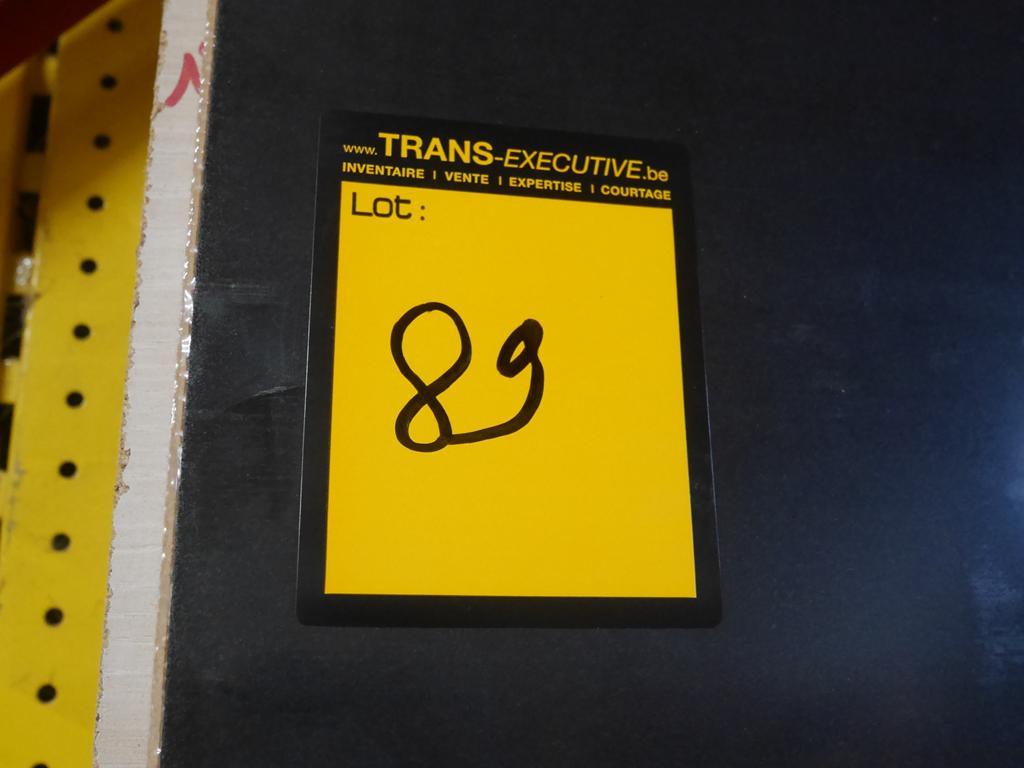 www.TRANS-EXECUTIVE.be
INVENTAIRE | VENTE | EXPERTISE | COURTAGE
Lot:
89